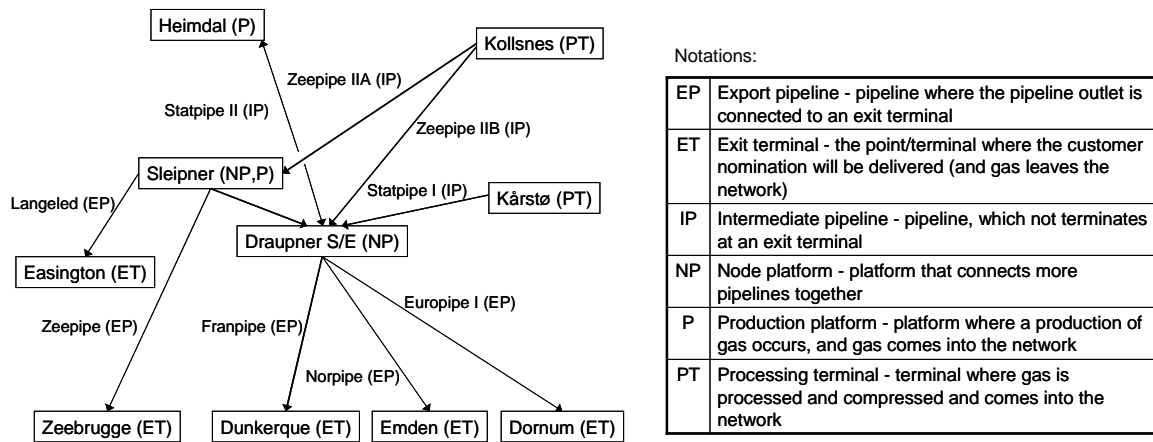 Heimdal (P)
Kollsnes (PT)
Zeepipe IIA (IP)
Statpipe II (IP)
Zeepipe IIB (IP)
Sleipner (NP,P)
Statpipe I (IP)
Kårstø (PT)
Langeled (EP)
Draupner S/E (NP)
Easington (ET)
Europipe I (EP)
Zeepipe (EP)
Franpipe (EP)
Norpipe (EP)
Zeebrugge (ET)
Dunkerque (ET)
Emden (ET)
Dornum (ET)
Notations:
EP Export pipeline - pipeline where the pipeline outlet is
connected to an exit terminal
ET Exit terminal - the point/terminal where the customer
nomination will be delivered (and gas leaves the
network)
IP Intermediate pipeline - pipeline, which not terminates
at an exit terminal
NP Node platform - platform that connects more
pipelines together
P Production platform - platform where a production of
gas occurs, and gas comes into the network
PT Processing terminal - terminal where gas is
processed and compressed and comes into the
network